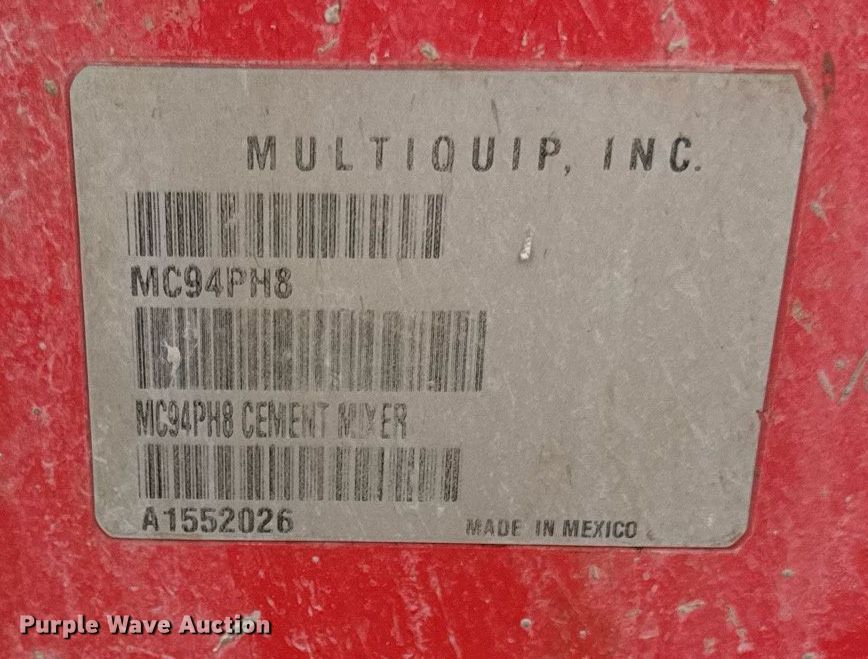 MULTIQUIP, INC.
MC94PH8
MC94PH8 CEMENT MIXER
A1552026
MADE IN MEXICO
Purple Wave Auction